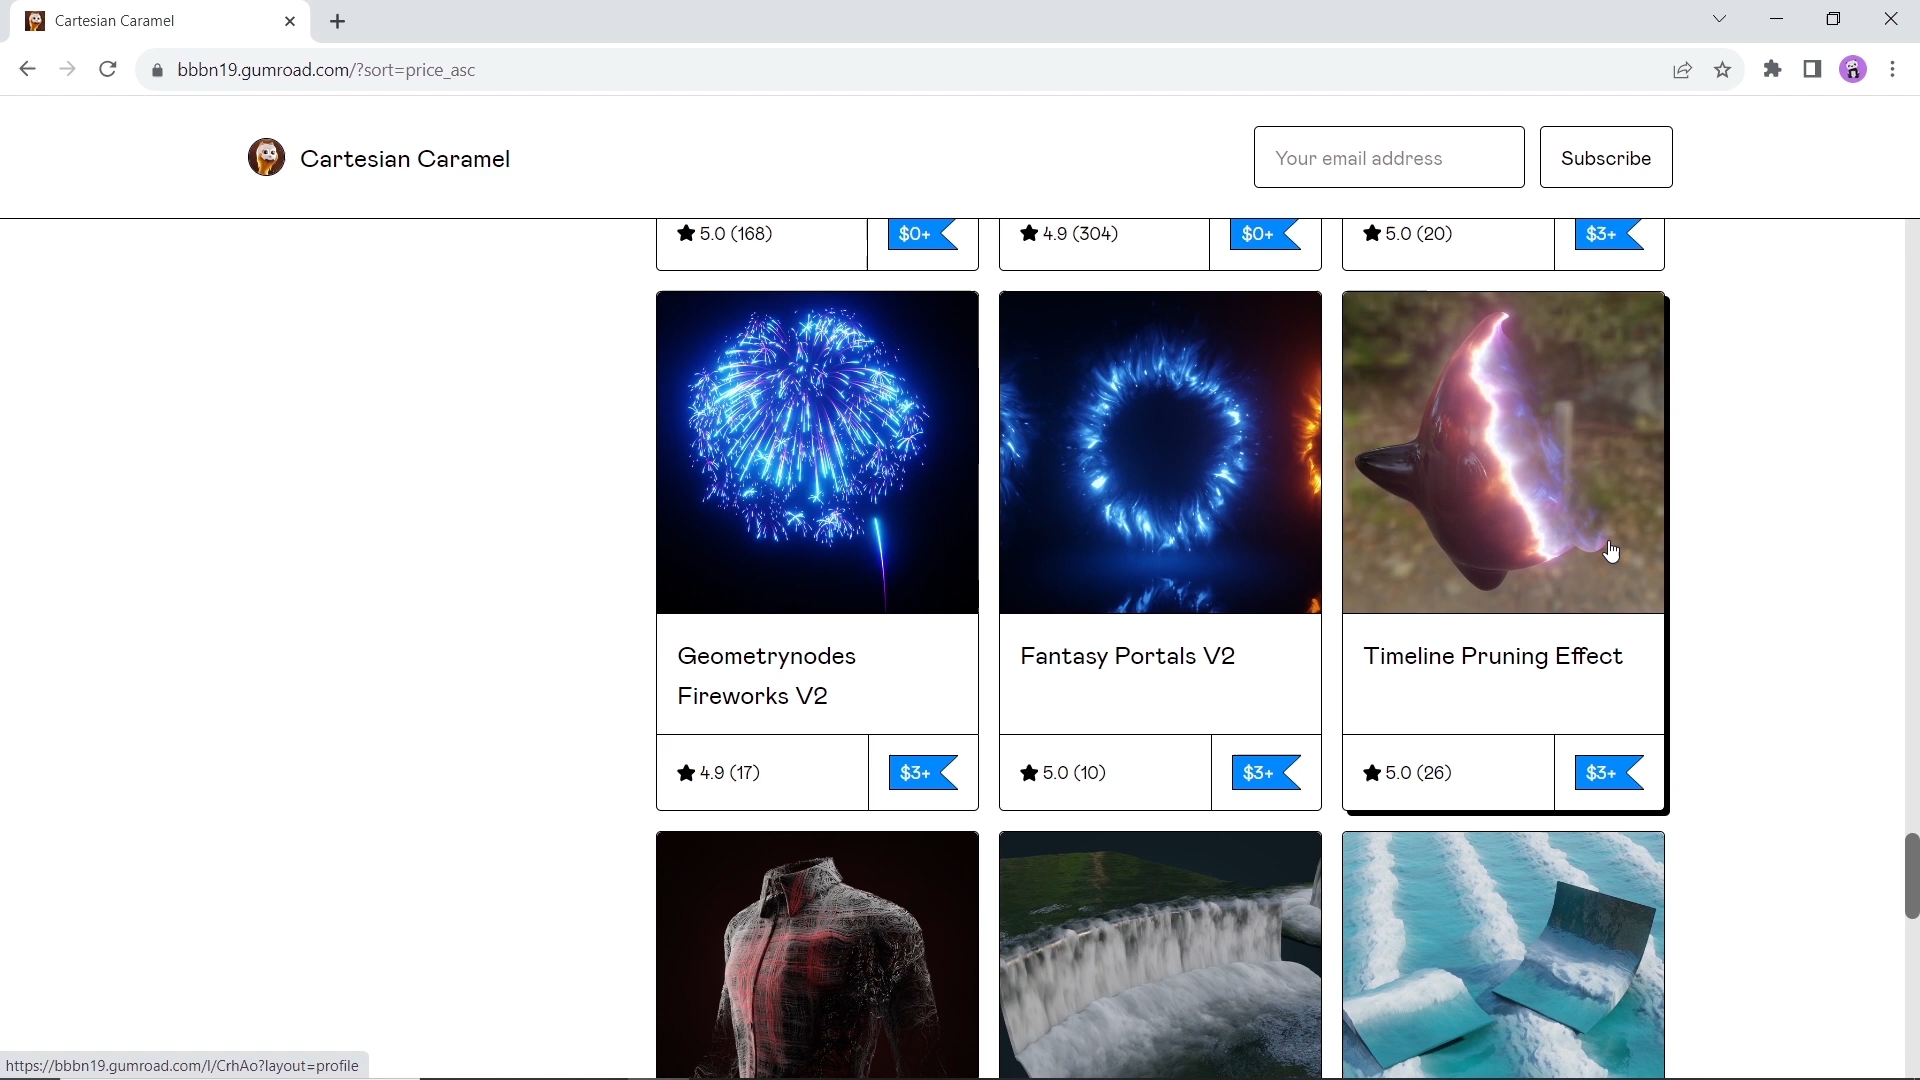 Cartesian Caramel
bbbn19.gumroad.com/?sort=price_asc
Cartesian Caramel
Your email address
Subscribe
5.0 (168)
$0+
4.9 (304)
$0+
5.0 (20)
$3+
Geometrynodes
Fireworks V2
Fantasy Portals V2
Timeline Pruning Effect
4.9 (17)
$3+
5.0 (10)
$3+
5.0 (26)
$3+
https://bbbn19.gumroad.com/l/CrhAo?layout=profile